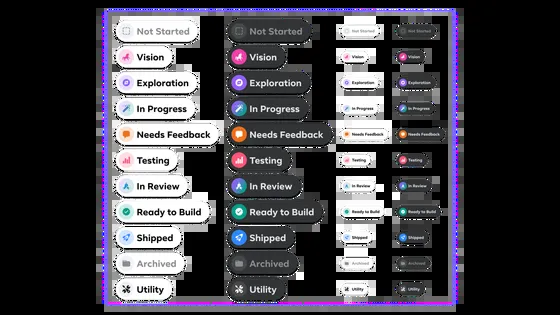 Not Started Not Started Not Started Not Started
Vision Vision Vision Vision
Exploration Exploration Exploration Exploration
In Progress In Progress In Progress In Progress
Needs Feedback Needs Feedback Needs Feedback Needs Feedback
Testing Testing Testing Testing
In Review In Review In Review In Review
Ready to Build Ready to Build Ready to Build Ready to Build
Shipped Shipped Shipped Shipped
Archived Archived Archived Archived
Utility Utility Utility Utility